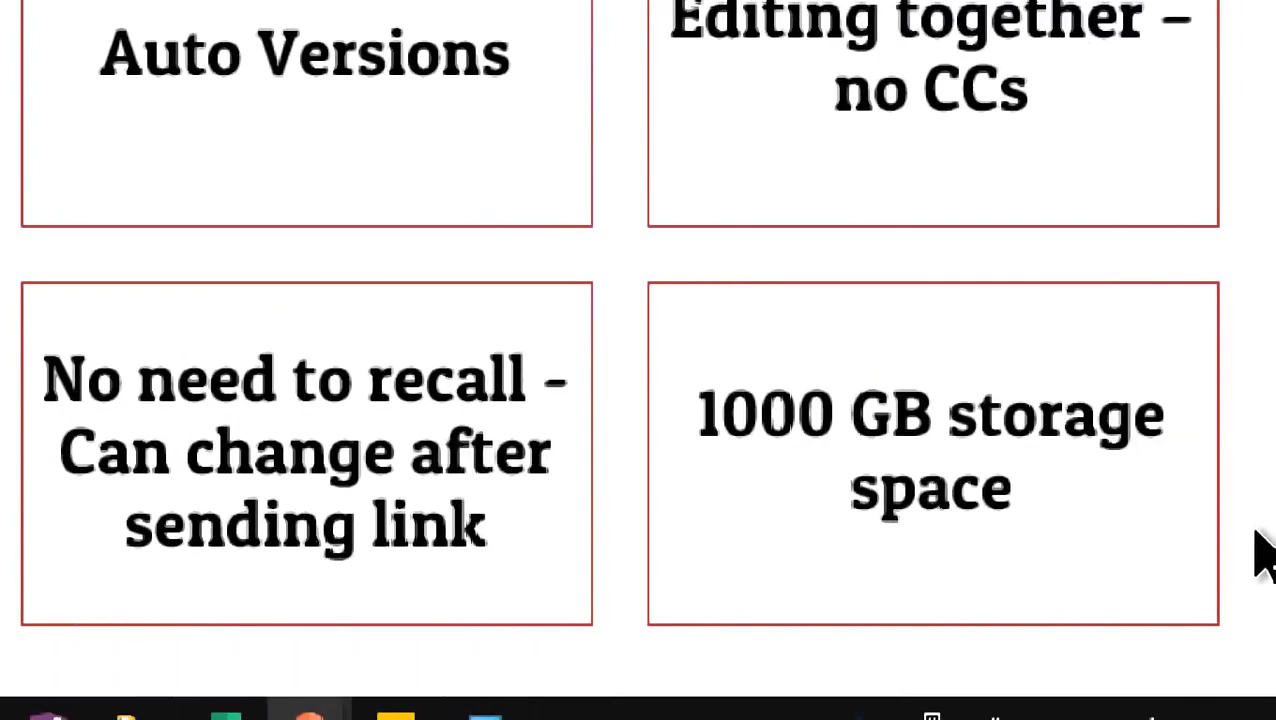 Auto Versions
Editing together –
no CCs
No need to recall -
Can change after
sending link
1000 GB storage
space